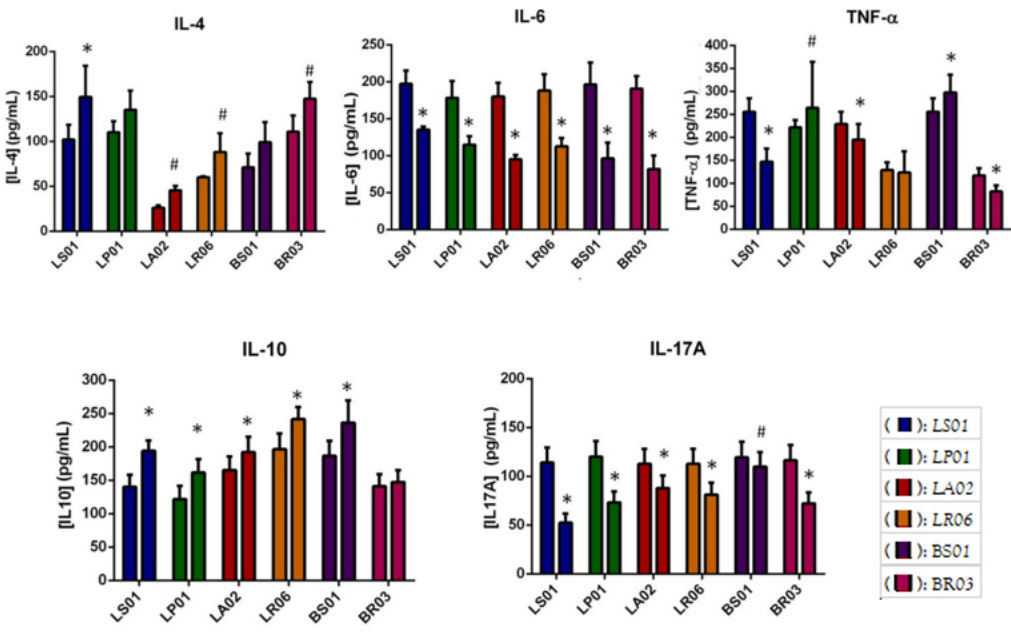 IL-4
[IL-4] (pg/mL)
200
150
100
50
0
*
#
#
#
LS01
LP01
LA02
LR06
BS01
BR03
IL-6
[IL-6] (pg/mL)
250
200
150
100
50
0
*
*
*
*
*
*
LS01
LP01
LA02
LR06
BS01
BR03
TNF-α
[TNF-α] (pg/mL)
400
350
300
250
200
150
100
50
0
*
#
*
*
*
LS01
LP01
LA02
LR06
BS01
BR03
IL-10
[IL10] (pg/mL)
300
250
200
150
100
50
0
*
*
*
*
*
LS01
LP01
LA02
LR06
BS01
BR03
IL-17A
[IL17A] (pg/mL)
200
150
100
50
0
*
*
*
*
#
*
LS01
LP01
LA02
LR06
BS01
BR03
( ): LS01
( ): LP01
( ): LA02
( ): LR06
( ): BS01
( ): BR03